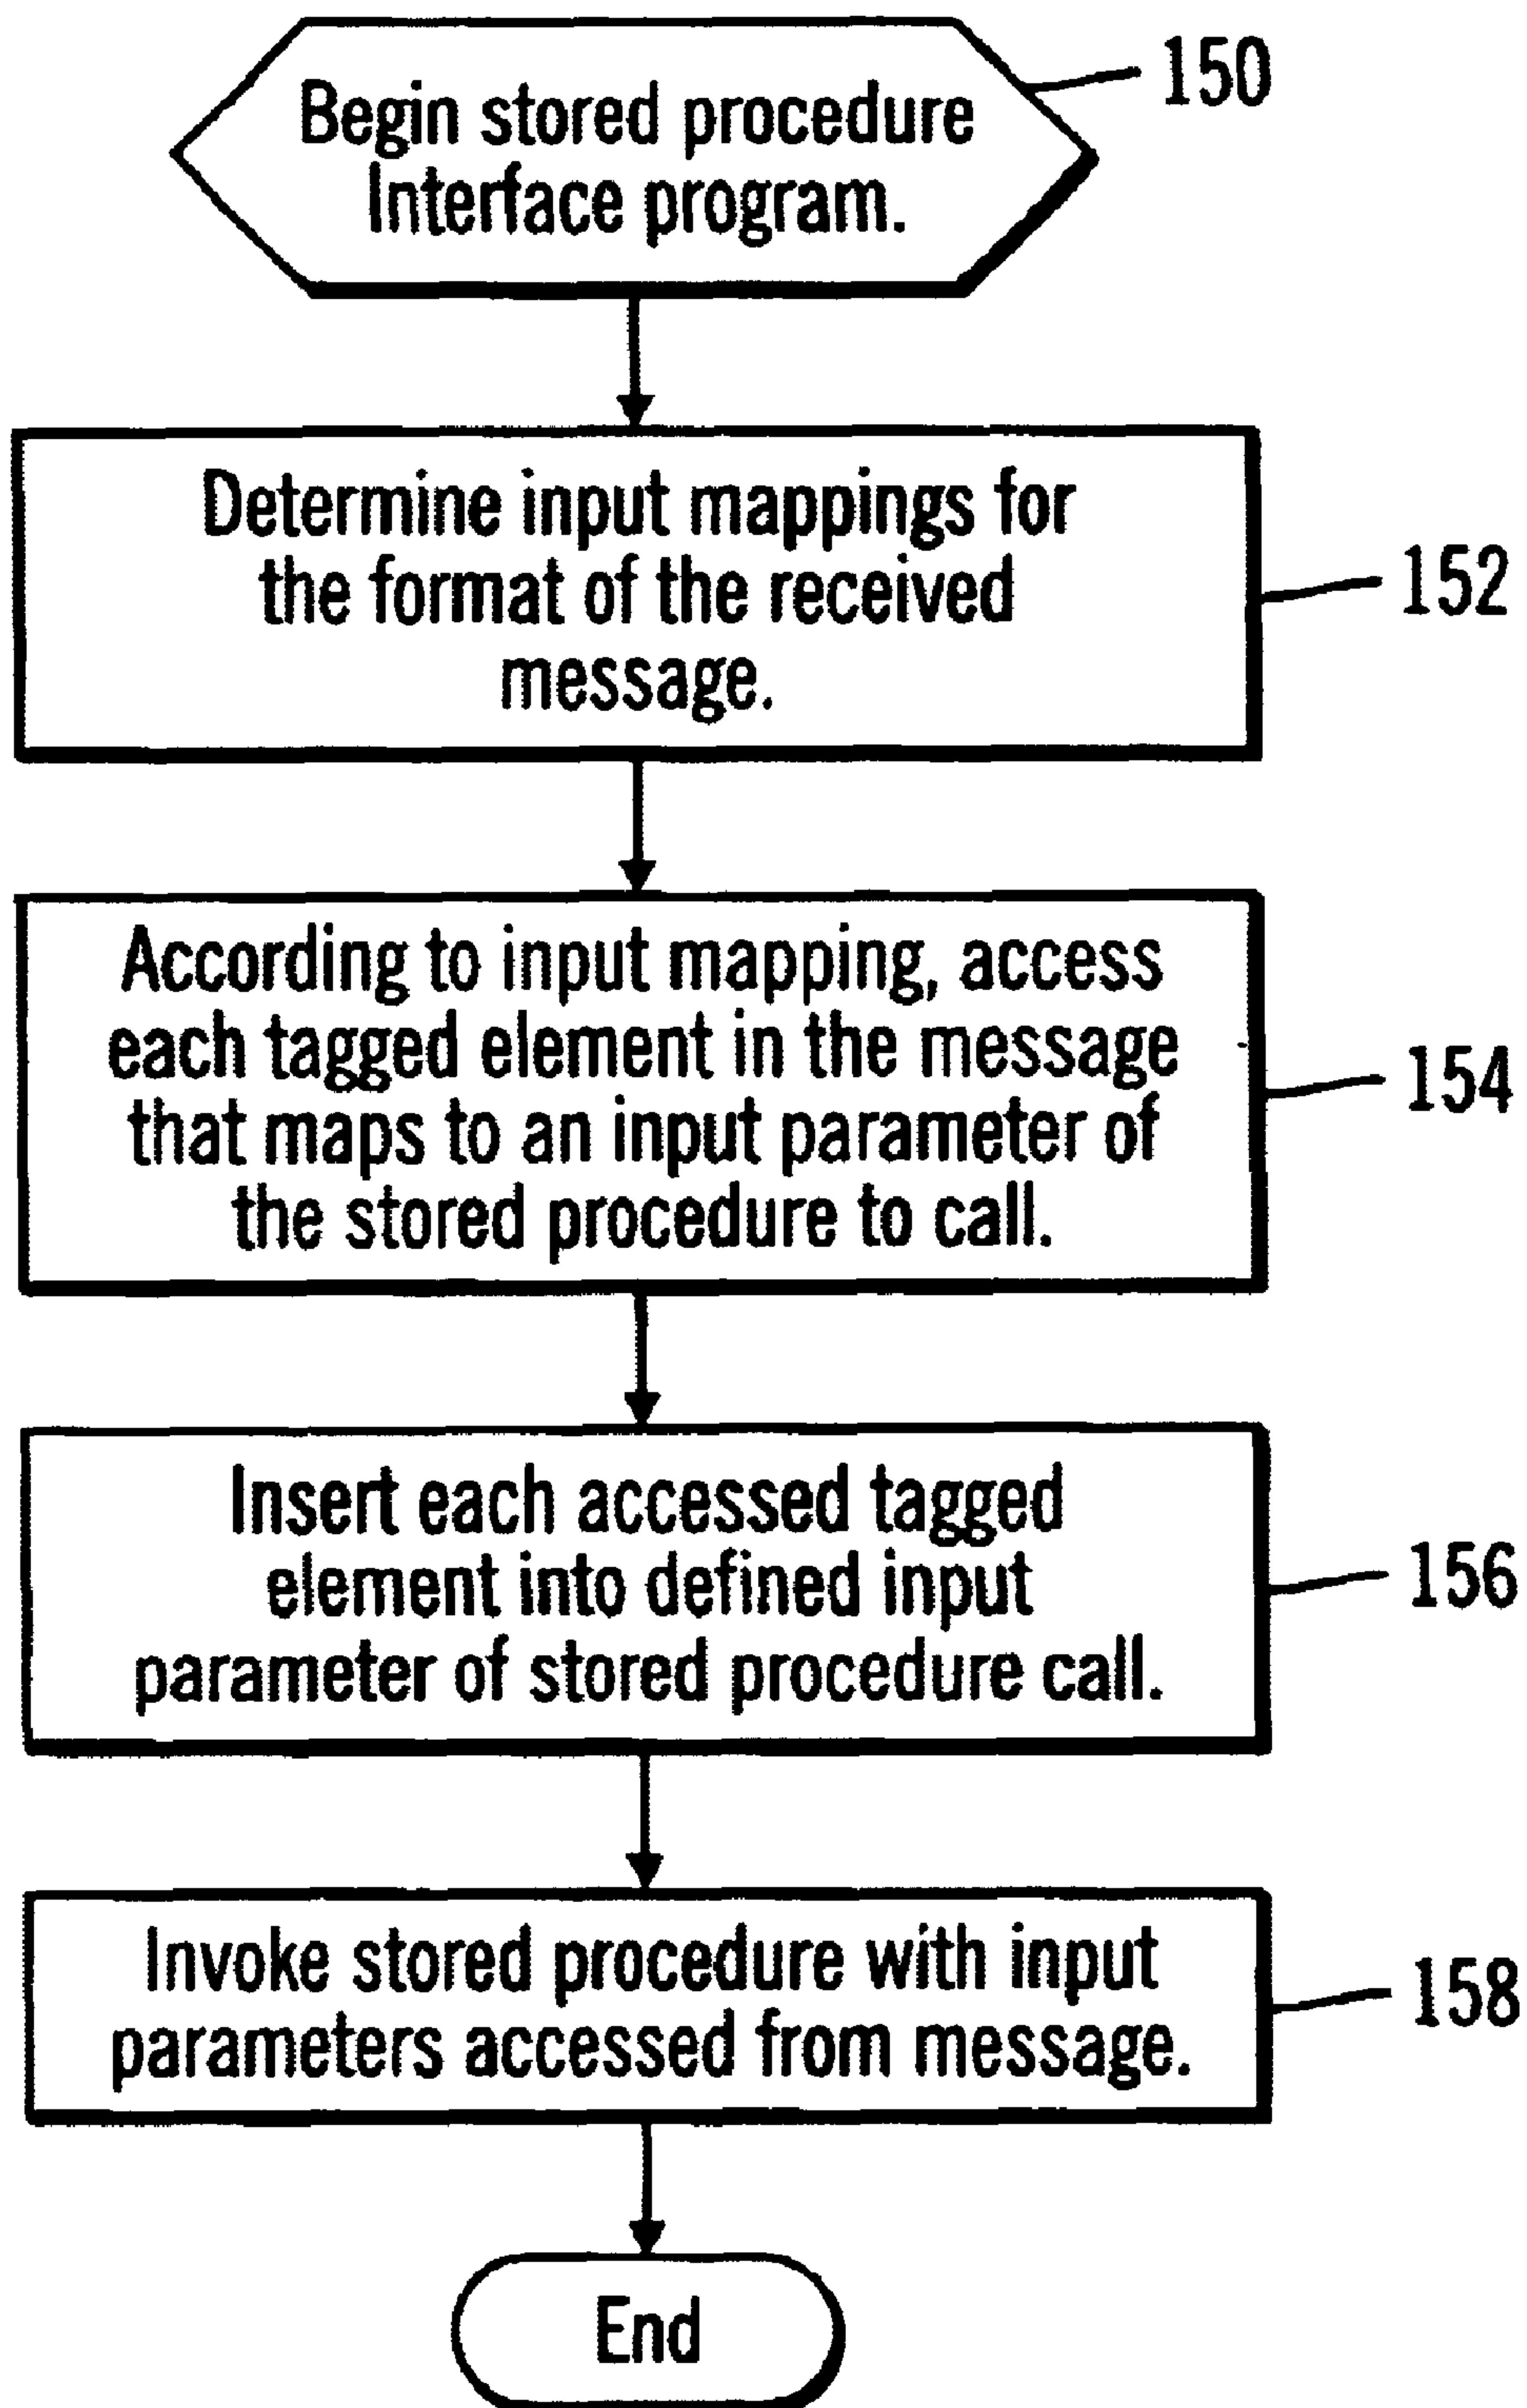 Begin stored procedure
Interface program.
150
Determine input mappings for
the format of the received
message.
152
According to input mapping, access
each tagged element in the message
that maps to an input parameter of
the stored procedure to call.
154
Insert each accessed tagged
element into defined input
parameter of stored procedure call.
156
Invoke stored procedure with input
parameters accessed from message.
158
End